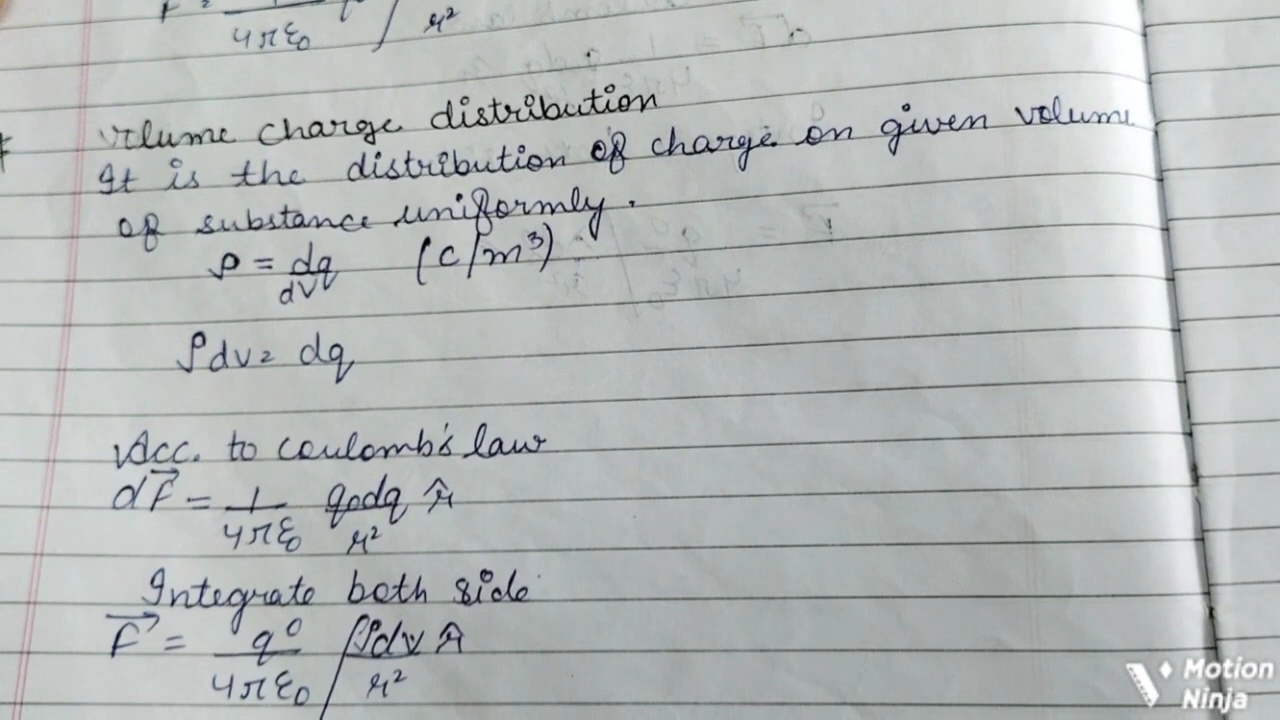 4πε₀ / r²
volume charge distribution
It is the distribution of charge on given volume
of substance uniformly.
ρ = dq/dV (C/m³)
ρdv = dq
Acc. to coulomb's law
dF⃗ = 1/4πε₀ q₀dq/r² r̂
Integrate both side
F⃗ = q⁰/4πε₀ ∫ρdv/r² r̂
Motion
Ninja